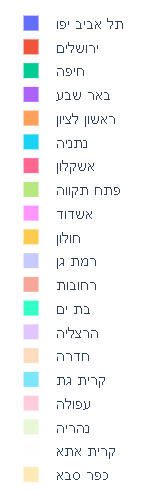 תל אביב יפו
ירושלים
חיפה
באר שבע
ראשון לציון
נתניה
אשקלון
פתח תקווה
אשדוד
חולון
רמת גן
רחובות
בת ים
הרצליה
חדרה
קרית גת
עפולה
נהריה
קרית אתא
כפר סבא